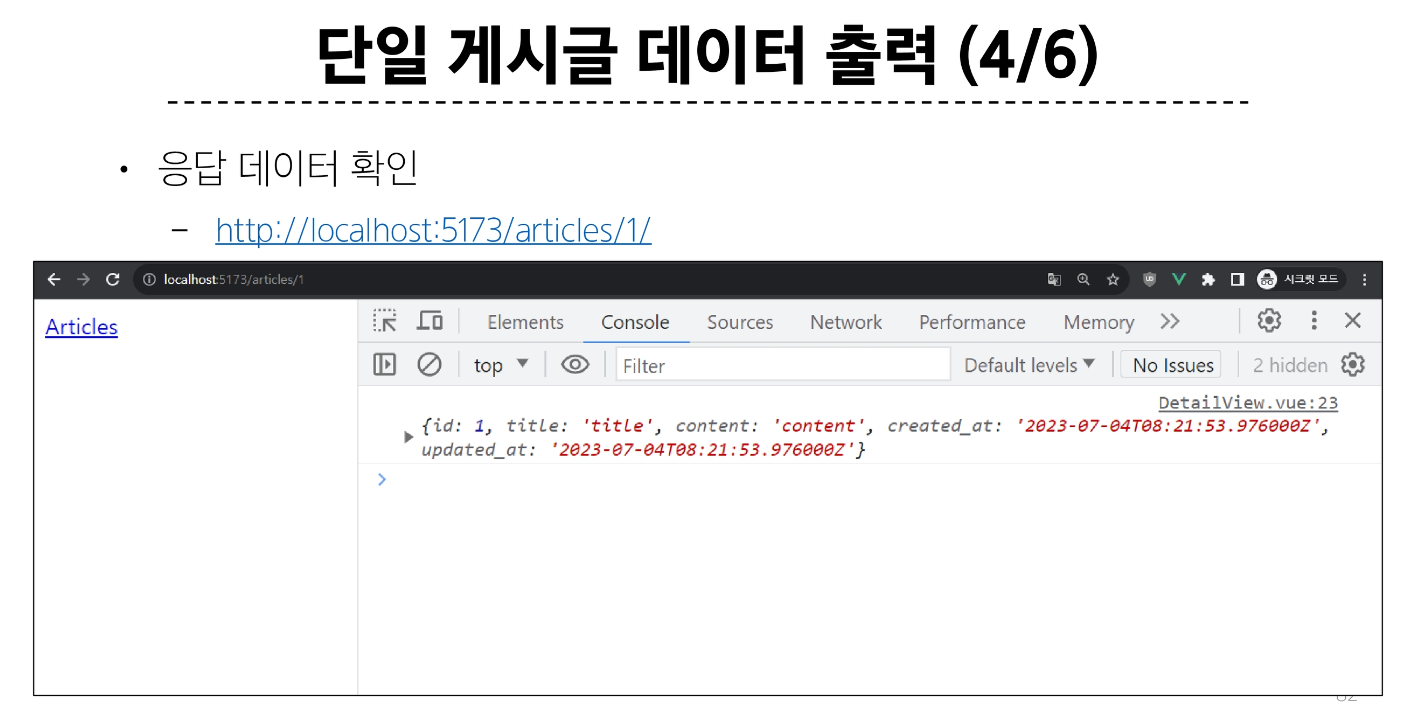 단일 게시글 데이터 출력 (4/6)
• 응답 데이터 확인
– http://localhost:5173/articles/1/
localhost:5173/articles/1
시크릿 모드
Articles
Elements Console Sources Network Performance Memory
top Filter Default levels No Issues 2 hidden
DetailView.vue:23
{id: 1, title: 'title', content: 'content', created_at: '2023-07-04T08:21:53.976000Z',
updated_at: '2023-07-04T08:21:53.976000Z'}